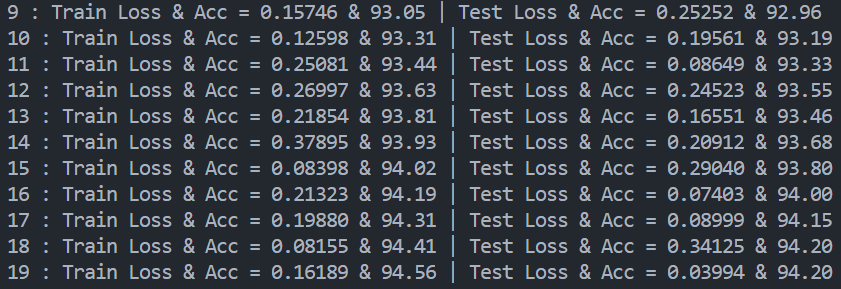 9 : Train Loss & Acc = 0.15746 & 93.05 | Test Loss & Acc = 0.25252 & 92.96
10 : Train Loss & Acc = 0.12598 & 93.31 | Test Loss & Acc = 0.19561 & 93.19
11 : Train Loss & Acc = 0.25081 & 93.44 | Test Loss & Acc = 0.08649 & 93.33
12 : Train Loss & Acc = 0.26997 & 93.63 | Test Loss & Acc = 0.24523 & 93.55
13 : Train Loss & Acc = 0.21854 & 93.81 | Test Loss & Acc = 0.16551 & 93.46
14 : Train Loss & Acc = 0.37895 & 93.93 | Test Loss & Acc = 0.20912 & 93.68
15 : Train Loss & Acc = 0.08398 & 94.02 | Test Loss & Acc = 0.29040 & 93.80
16 : Train Loss & Acc = 0.21323 & 94.19 | Test Loss & Acc = 0.07403 & 94.00
17 : Train Loss & Acc = 0.19880 & 94.31 | Test Loss & Acc = 0.08999 & 94.15
18 : Train Loss & Acc = 0.08155 & 94.41 | Test Loss & Acc = 0.34125 & 94.20
19 : Train Loss & Acc = 0.16189 & 94.56 | Test Loss & Acc = 0.03994 & 94.20